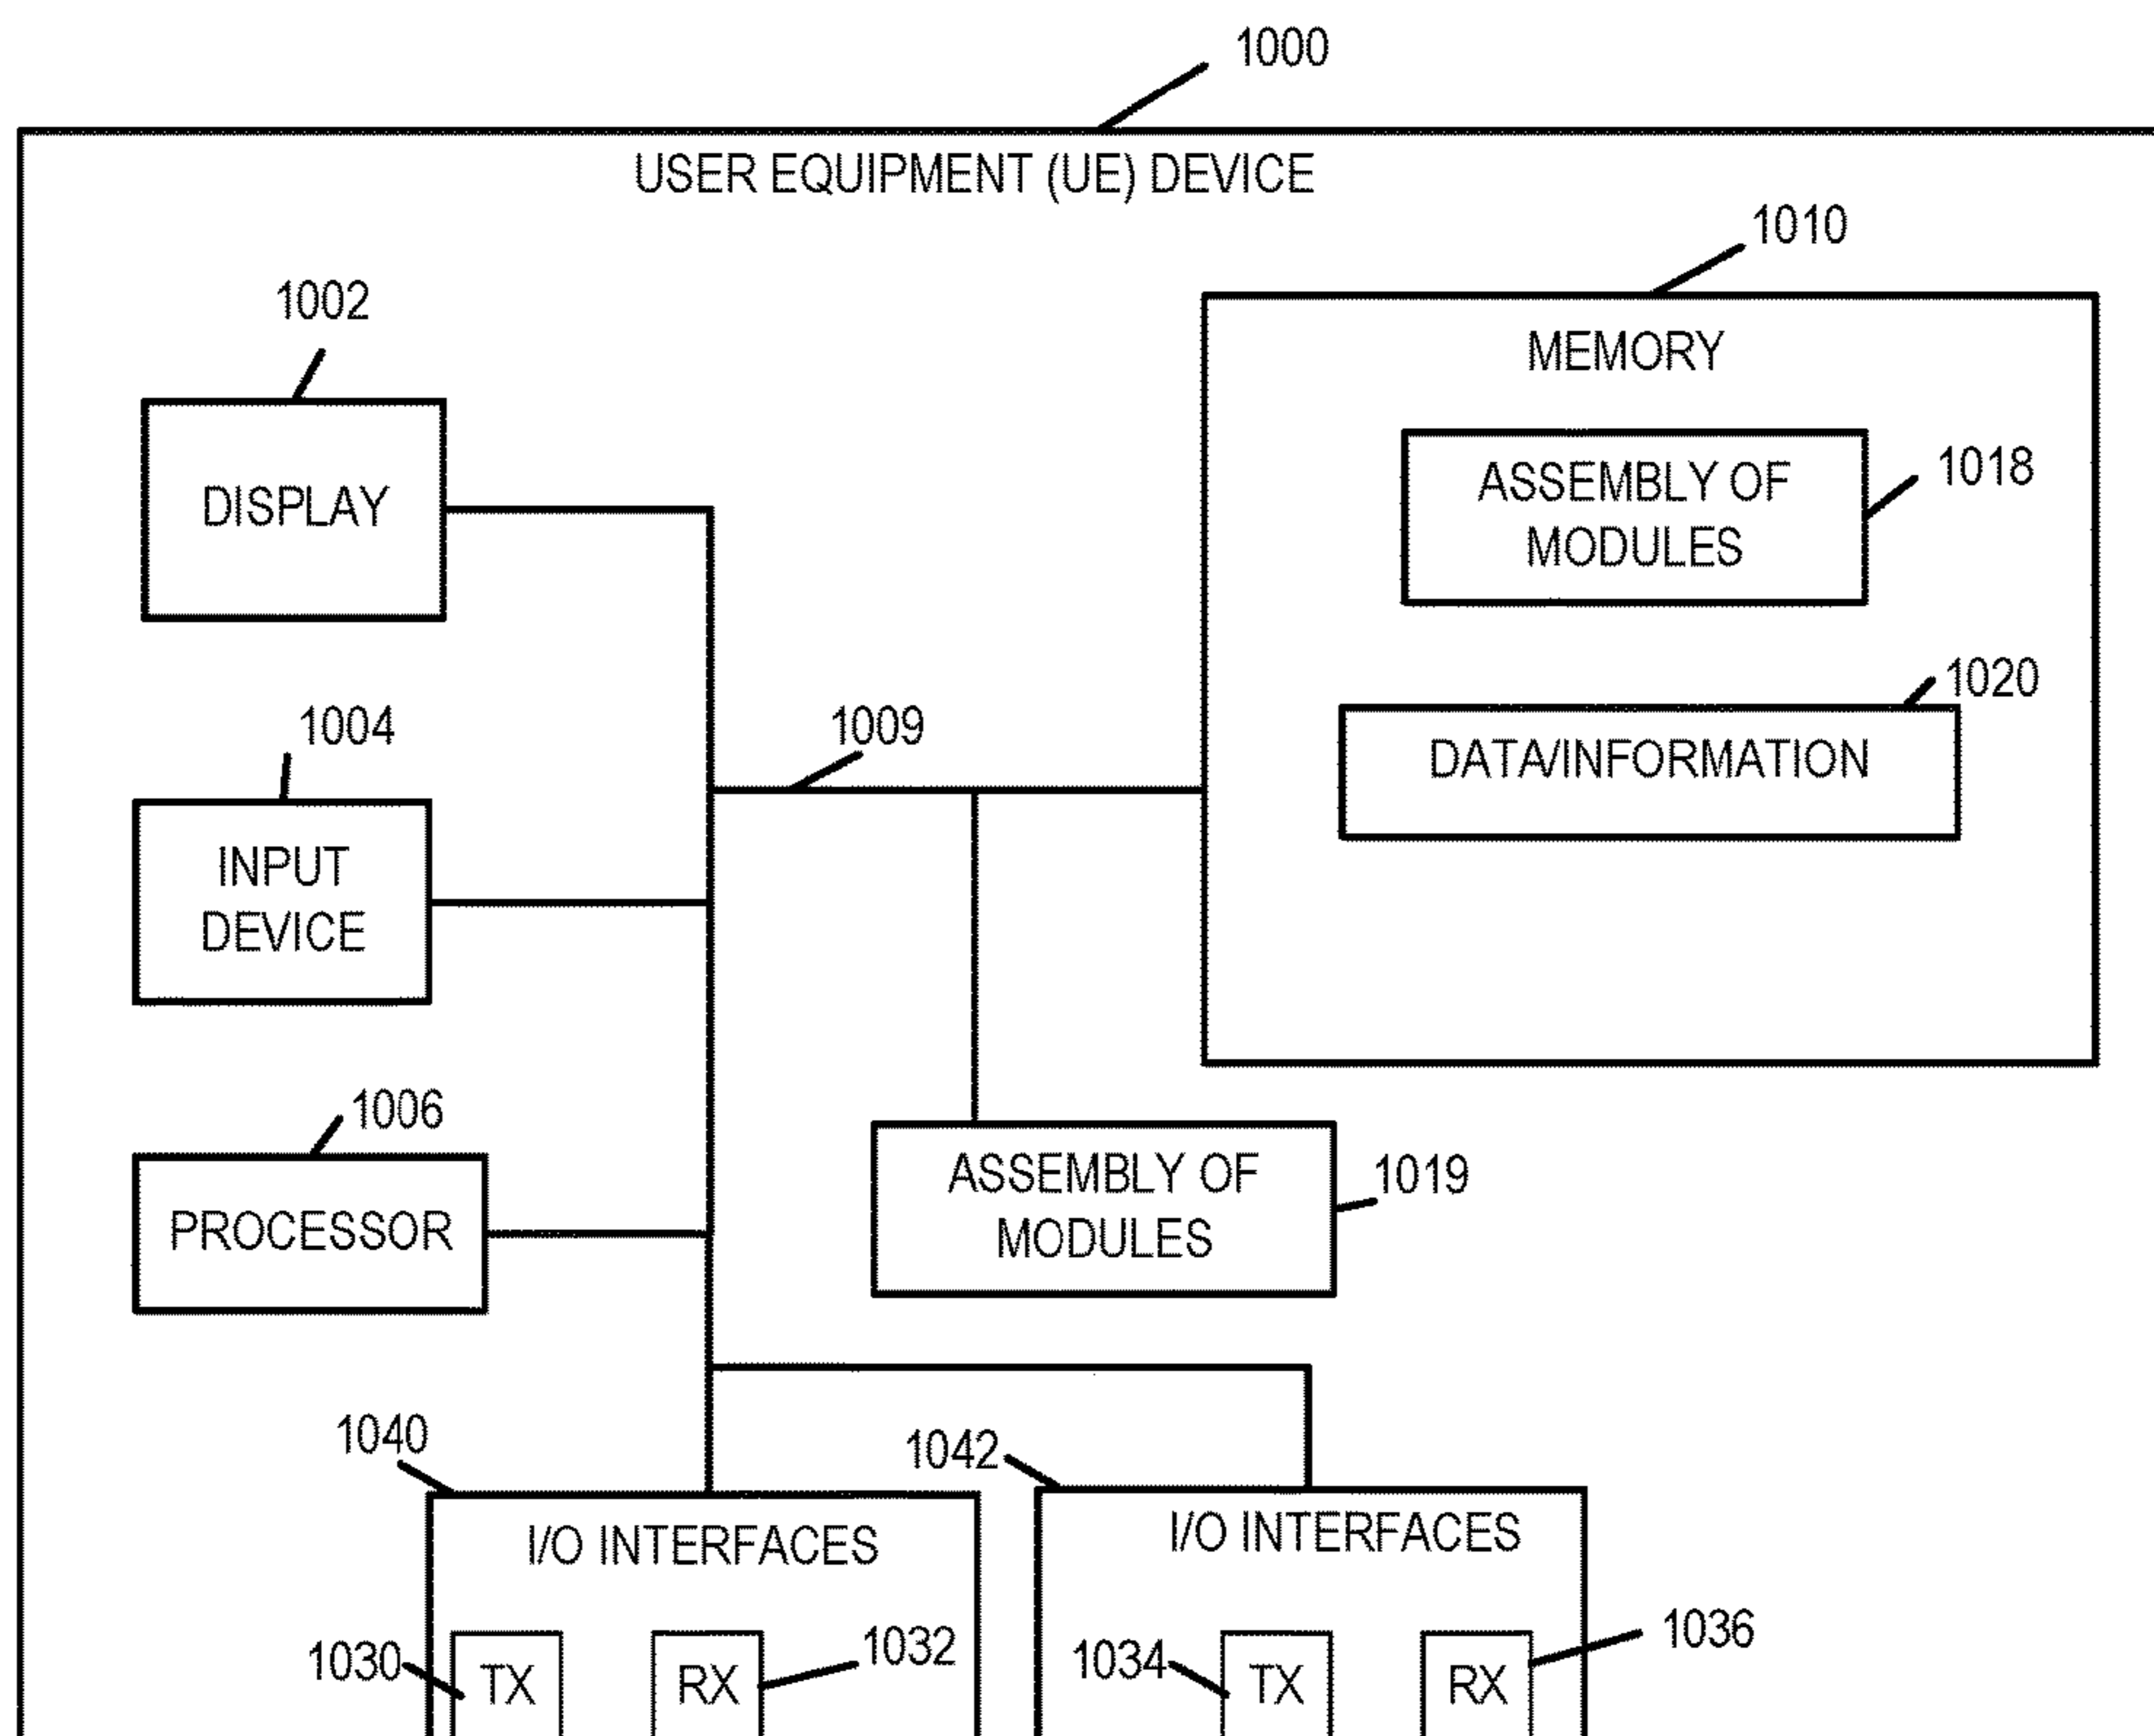 1000
USER EQUIPMENT (UE) DEVICE
1010
1002
MEMORY
ASSEMBLY OF
MODULES
1018
DISPLAY
1020
1004
1009
DATA/INFORMATION
INPUT
DEVICE
1006
ASSEMBLY OF
MODULES
1019
PROCESSOR
1040
1042
I/O INTERFACES
I/O INTERFACES
1030
TX
RX
1032
1034
TX
RX
1036